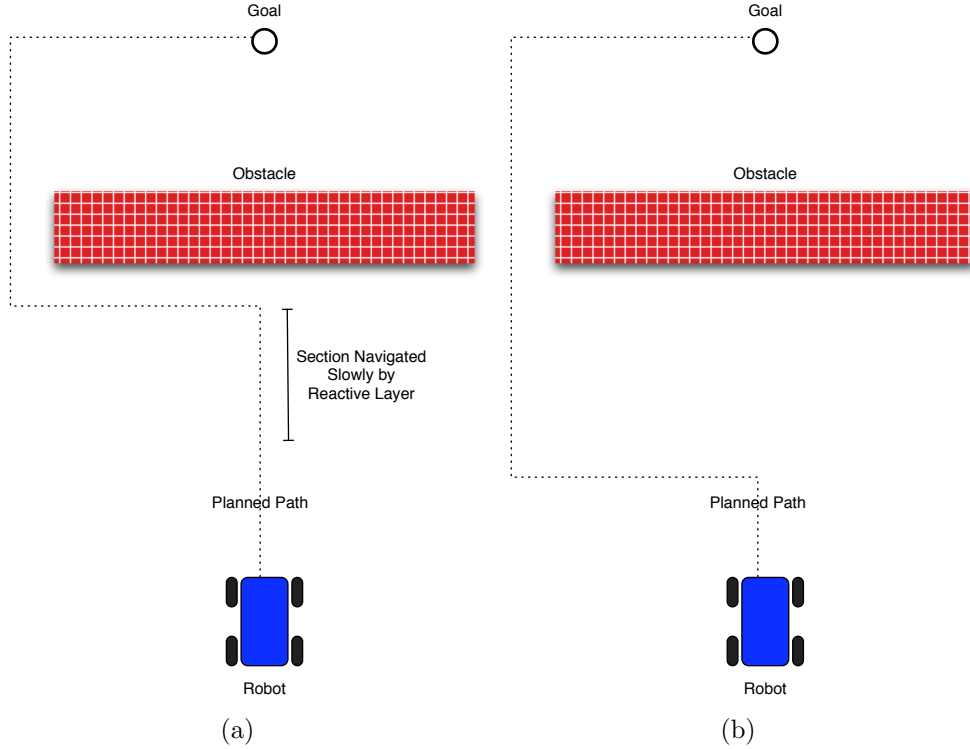 Goal
Obstacle
Section Navigated
Slowly by
Reactive Layer
Planned Path
Robot
(a)
Goal
Obstacle
Planned Path
Robot
(b)